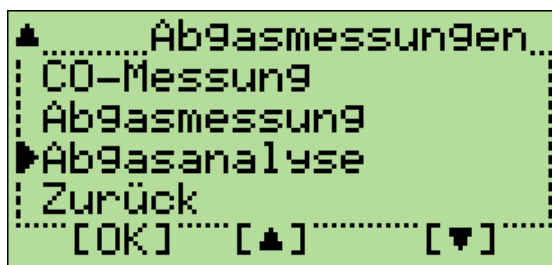 ▲ Abgasmessungen
CO-Messung
Abgasmessung
▶Abgasanalyse
Zurück
[OK] [▲] [▼]